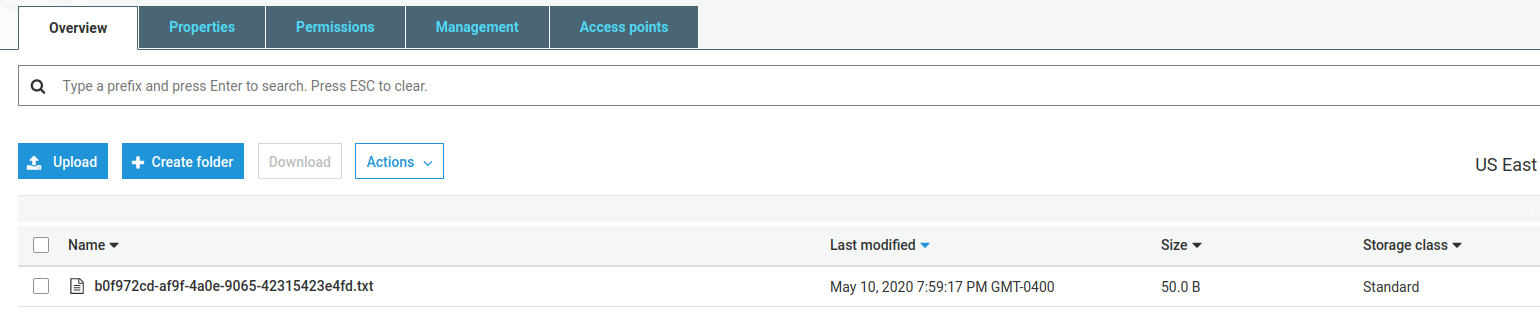 Overview Properties Permissions Management Access points
Type a prefix and press Enter to search. Press ESC to clear.
Upload Create folder Download Actions
US East
Name Last modified Size Storage class
b0f972cd-af9f-4a0e-9065-42315423e4fd.txt May 10, 2020 7:59:17 PM GMT-0400 50.0 B Standard